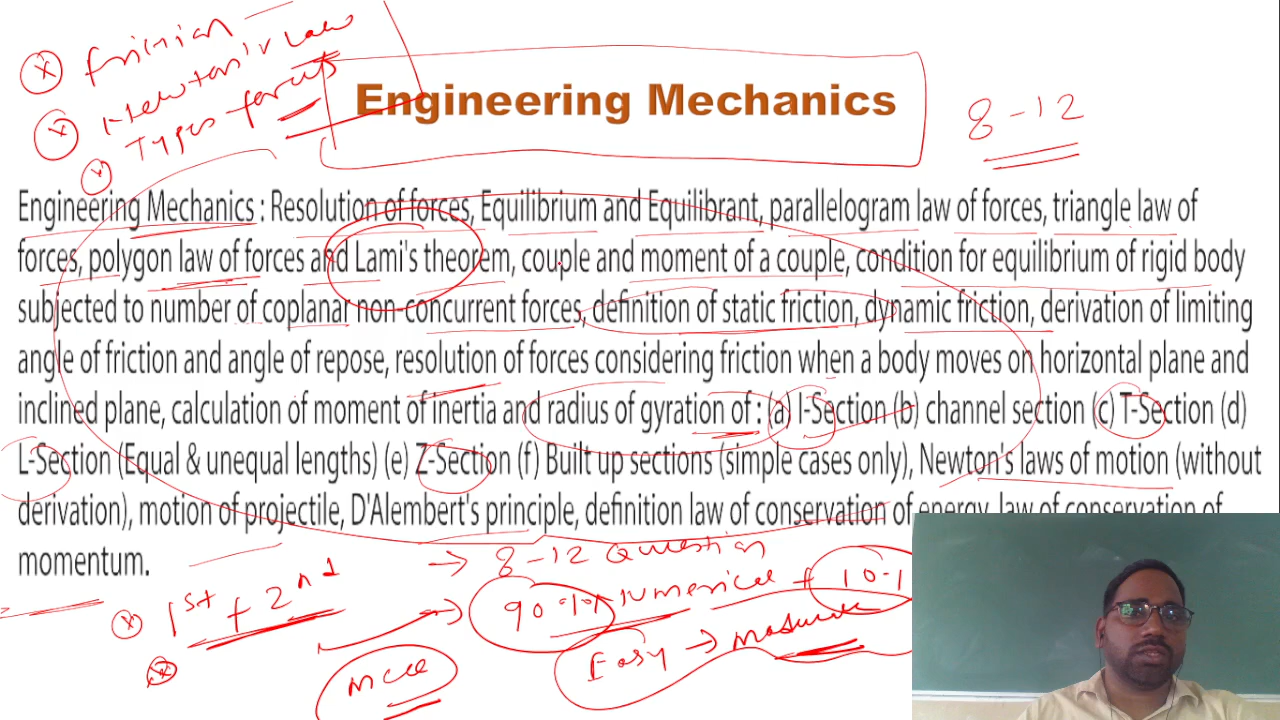 Friction
Newton's Law
Types forces
Engineering Mechanics
8-12
Engineering Mechanics : Resolution of forces, Equilibrium and Equilibrant, parallelogram law of forces, triangle law of
forces, polygon law of forces and Lami's theorem, couple and moment of a couple, condition for equilibrium of rigid body
subjected to number of coplanar non-concurrent forces, definition of static friction, dynamic friction, derivation of limiting
angle of friction and angle of repose, resolution of forces considering friction when a body moves on horizontal plane and
inclined plane, calculation of moment of inertia and radius of gyration of : (a) I-Section (b) channel section (c) T-Section (d)
L-Section (Equal & unequal lengths) (e) Z-Section (f) Built up sections (simple cases only), Newton's laws of motion (without
derivation), motion of projectile, D'Alembert's principle, definition law of conservation of energy, law of conservation of
momentum.
→ 8-12 Question
1st + 2nd
90% Numerical + 10-1
Easy →